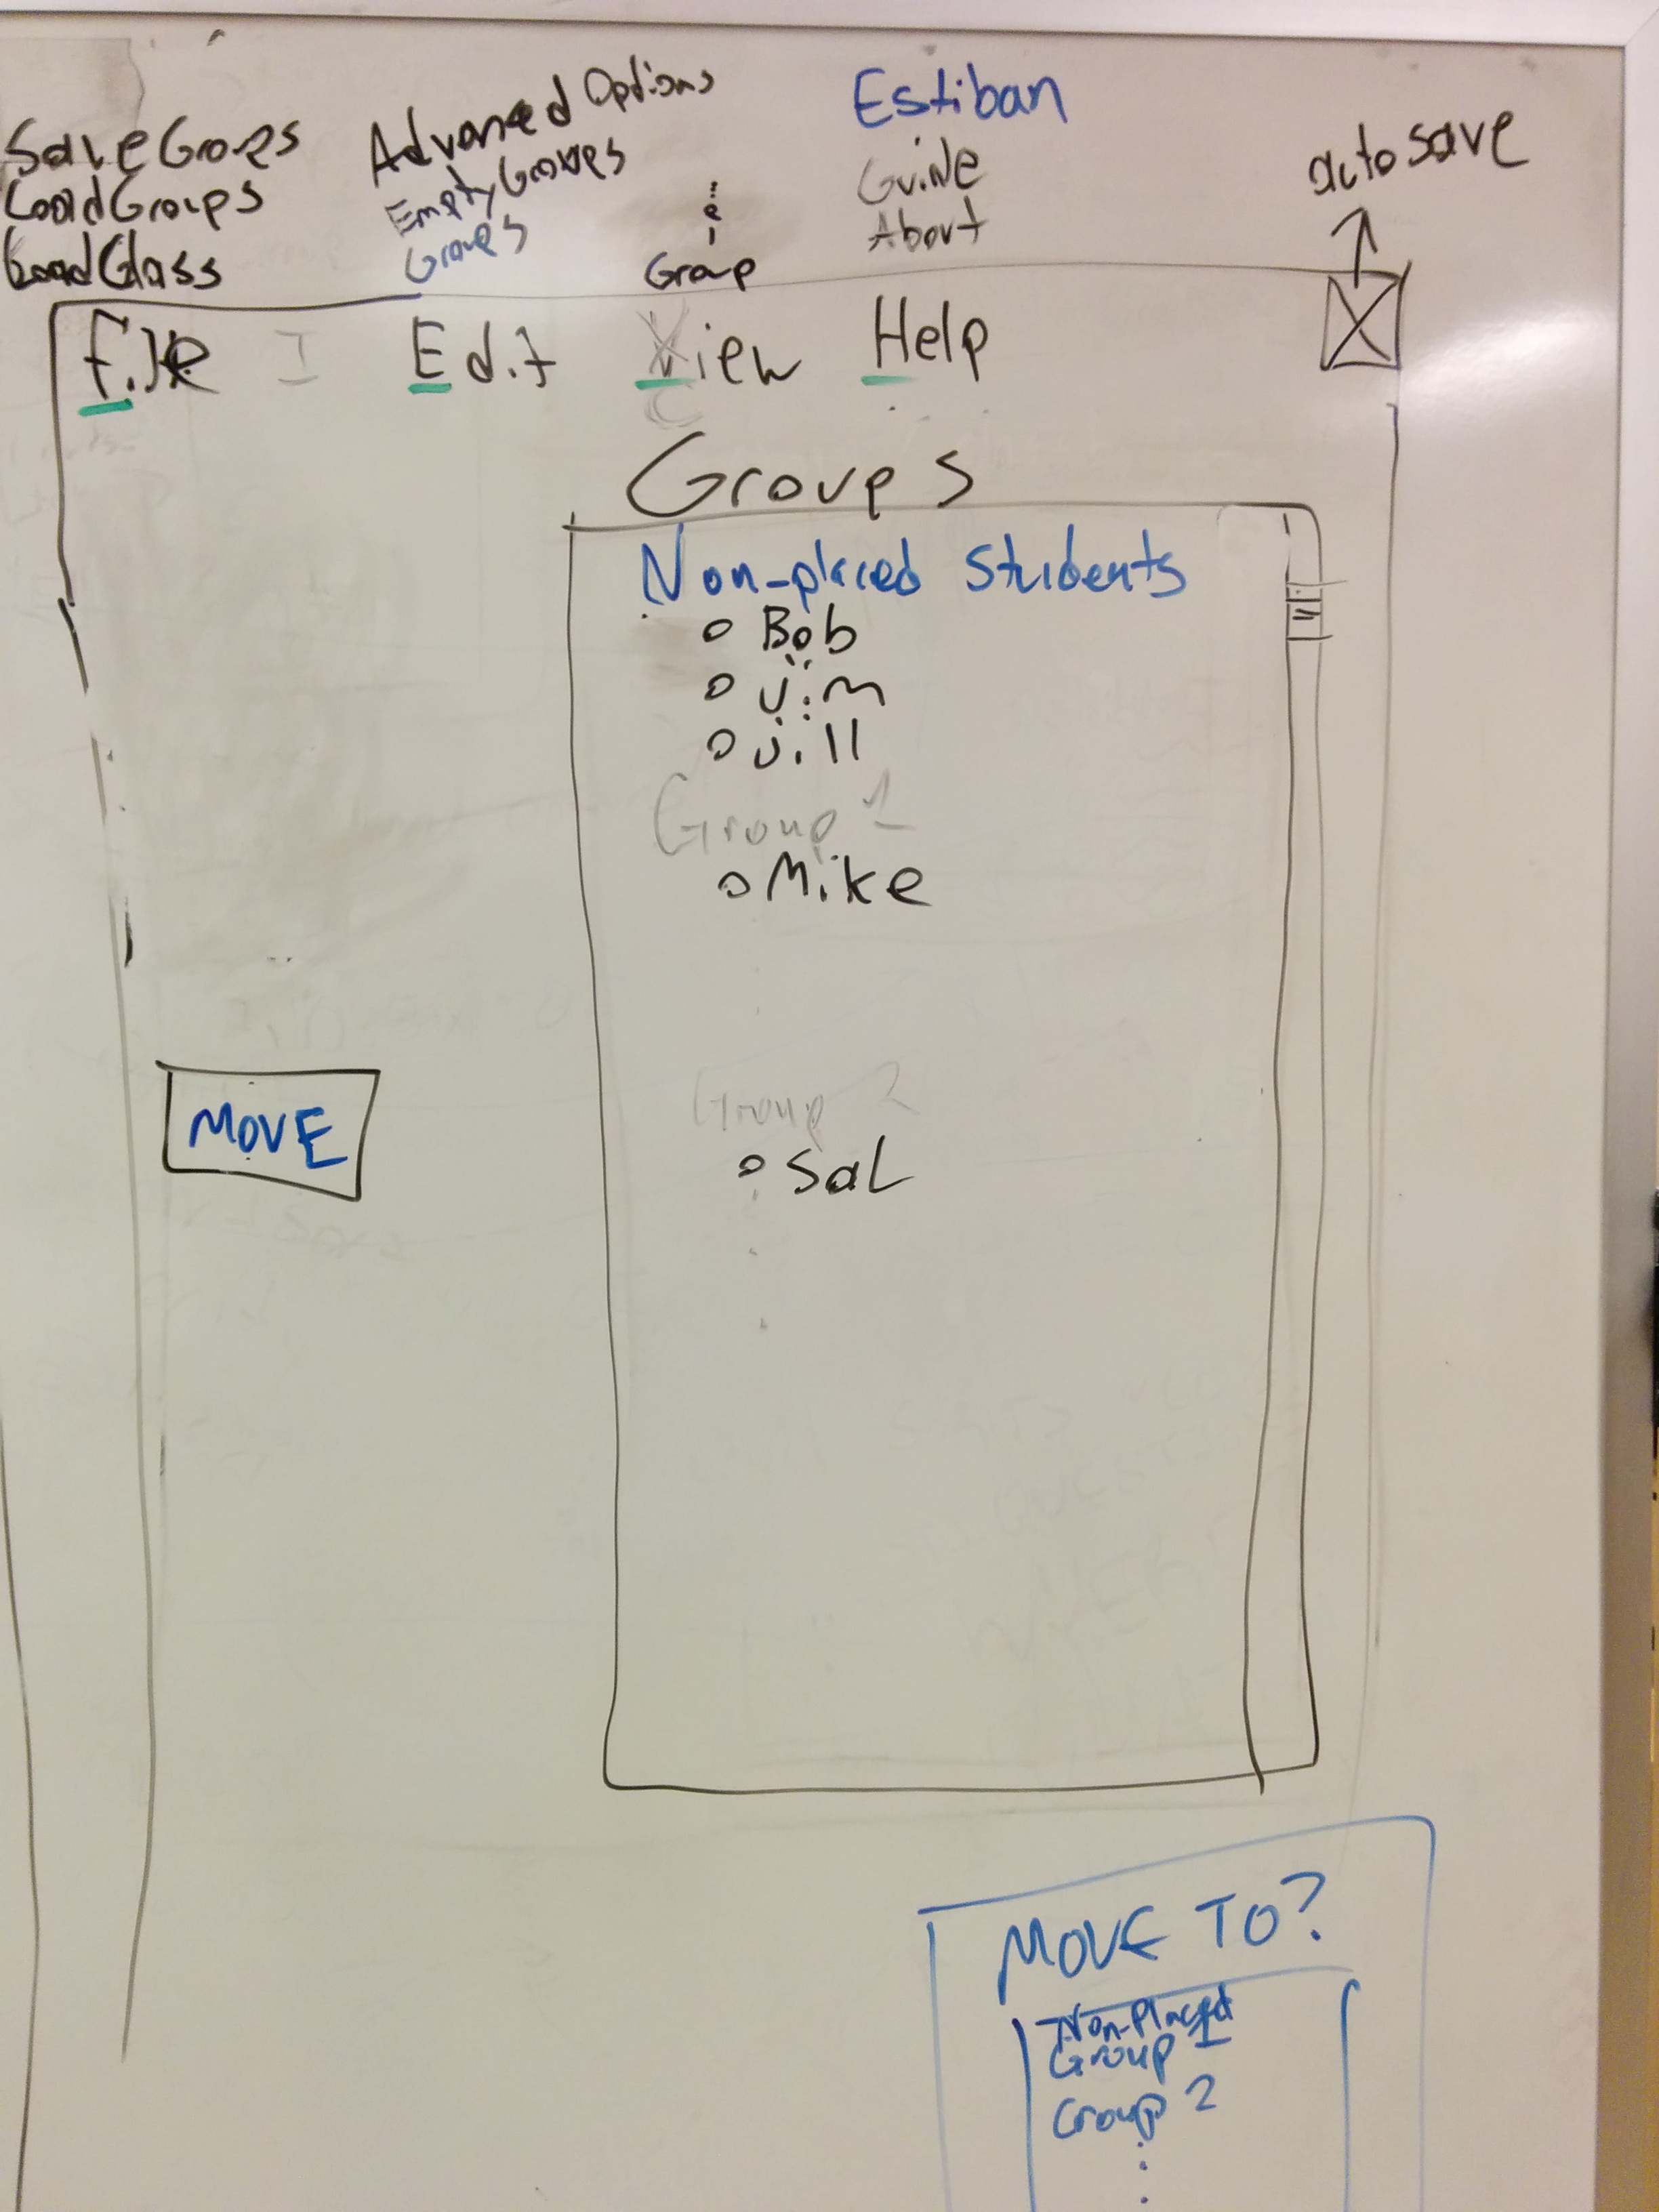 Save Groups
Load Groups
Load Class
Advanced Options
Empty Groups
Groups
Group
Estiban
Guide
About
auto save
File Edit View Help
X
Groups
Non-placed Students
Bob
Jim
Jill
Group 1
Mike
Group 2
Sal
MOVE
MOVE TO?
Non-Placed
Group 1
Group 2